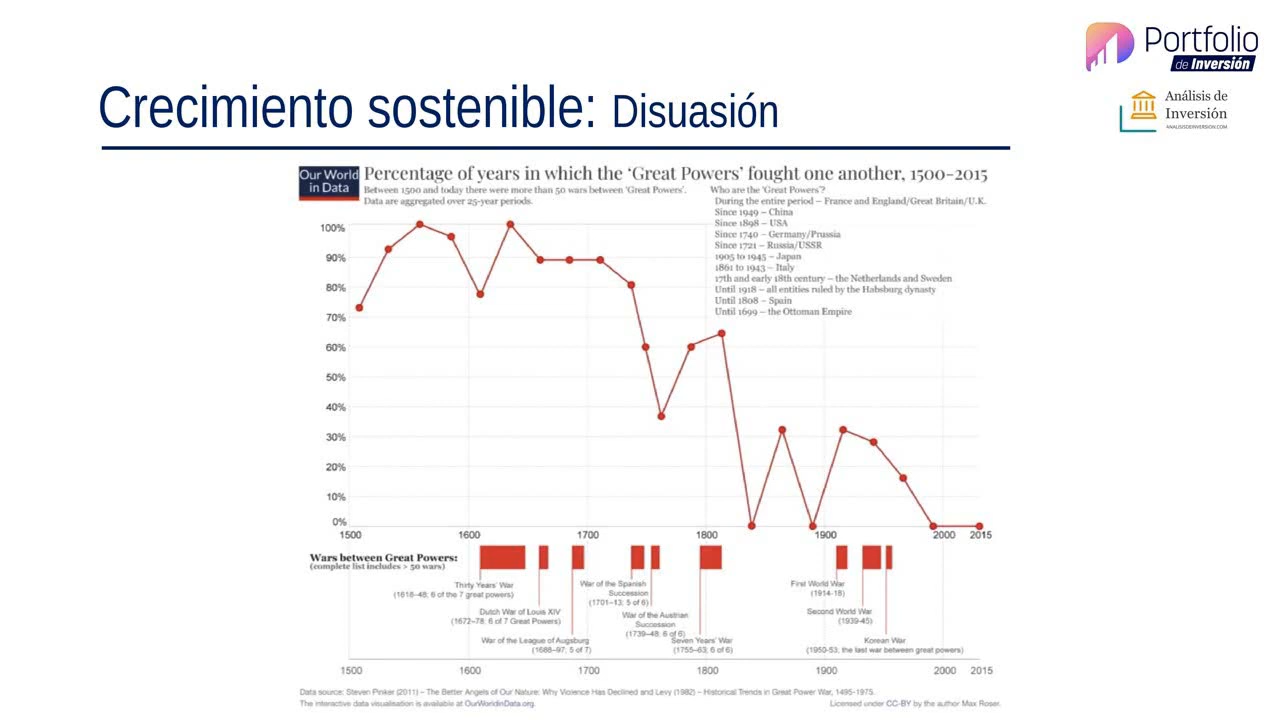 Portfolio
de Inversión
Análisis de
Inversión
ANALISISDEINVERSION.COM
Crecimiento sostenible: Disuasión
Our World
in Data
Percentage of years in which the ‘Great Powers’ fought one another, 1500-2015
Between 1500 and today there were more than 50 wars between ‘Great Powers’.
Data are aggregated over 25-year periods.
Who are the ‘Great Powers’?
During the entire period – France and England/Great Britain/U.K.
Since 1949 – China
Since 1898 – USA
Since 1740 – Germany/Prussia
Since 1721 – Russia/USSR
1905 to 1945 – Japan
1861 to 1943 – Italy
17th and early 18th century – the Netherlands and Sweden
Until 1918 – all entities ruled by the Habsburg dynasty
Until 1808 – Spain
Until 1699 – the Ottoman Empire
100%
90%
80%
70%
60%
50%
40%
30%
20%
10%
0%
1500 1600 1700 1800 1900 2000 2015
Wars between Great Powers:
(complete list includes > 50 wars)
Thirty Years' War
(1618-48; 6 of the 7 great powers)
Dutch War of Louis XIV
(1672-78; 6 of 7 Great Powers)
War of the League of Augsburg
(1688-97; 5 of 7)
War of the Spanish
Succession
(1701-13; 5 of 6)
War of the Austrian
Succession
(1739-48; 6 of 6)
Seven Years' War
(1755-63; 6 of 6)
First World War
(1914-18)
Second World War
(1939-45)
Korean War
(1950-53; the last war between great powers)
1500 1600 1700 1800 1900 2000 2015
Data source: Steven Pinker (2011) – The Better Angels of Our Nature: Why Violence Has Declined and Levy (1982) – Historical Trends in Great Power War, 1495-1975.
The interactive data visualisation is available at OurWorldinData.org.
Licensed under CC-BY by the author Max Roser.